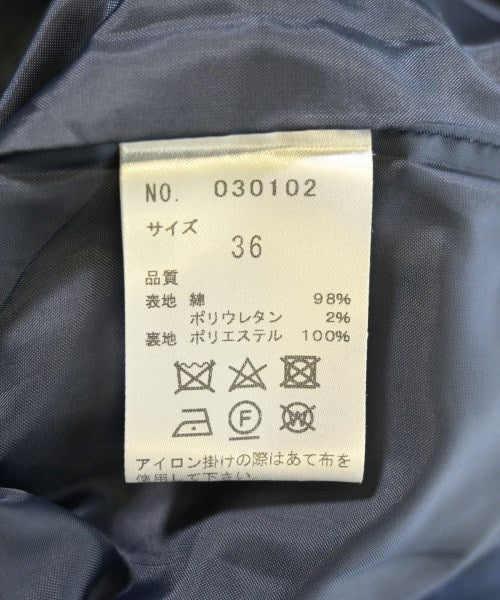 NO. 030102
サイズ
36
品質
表地 綿 98%
ポリウレタン 2%
裏地 ポリエステル 100%
F W
アイロン掛けの際はあて布を
使用して下さい。